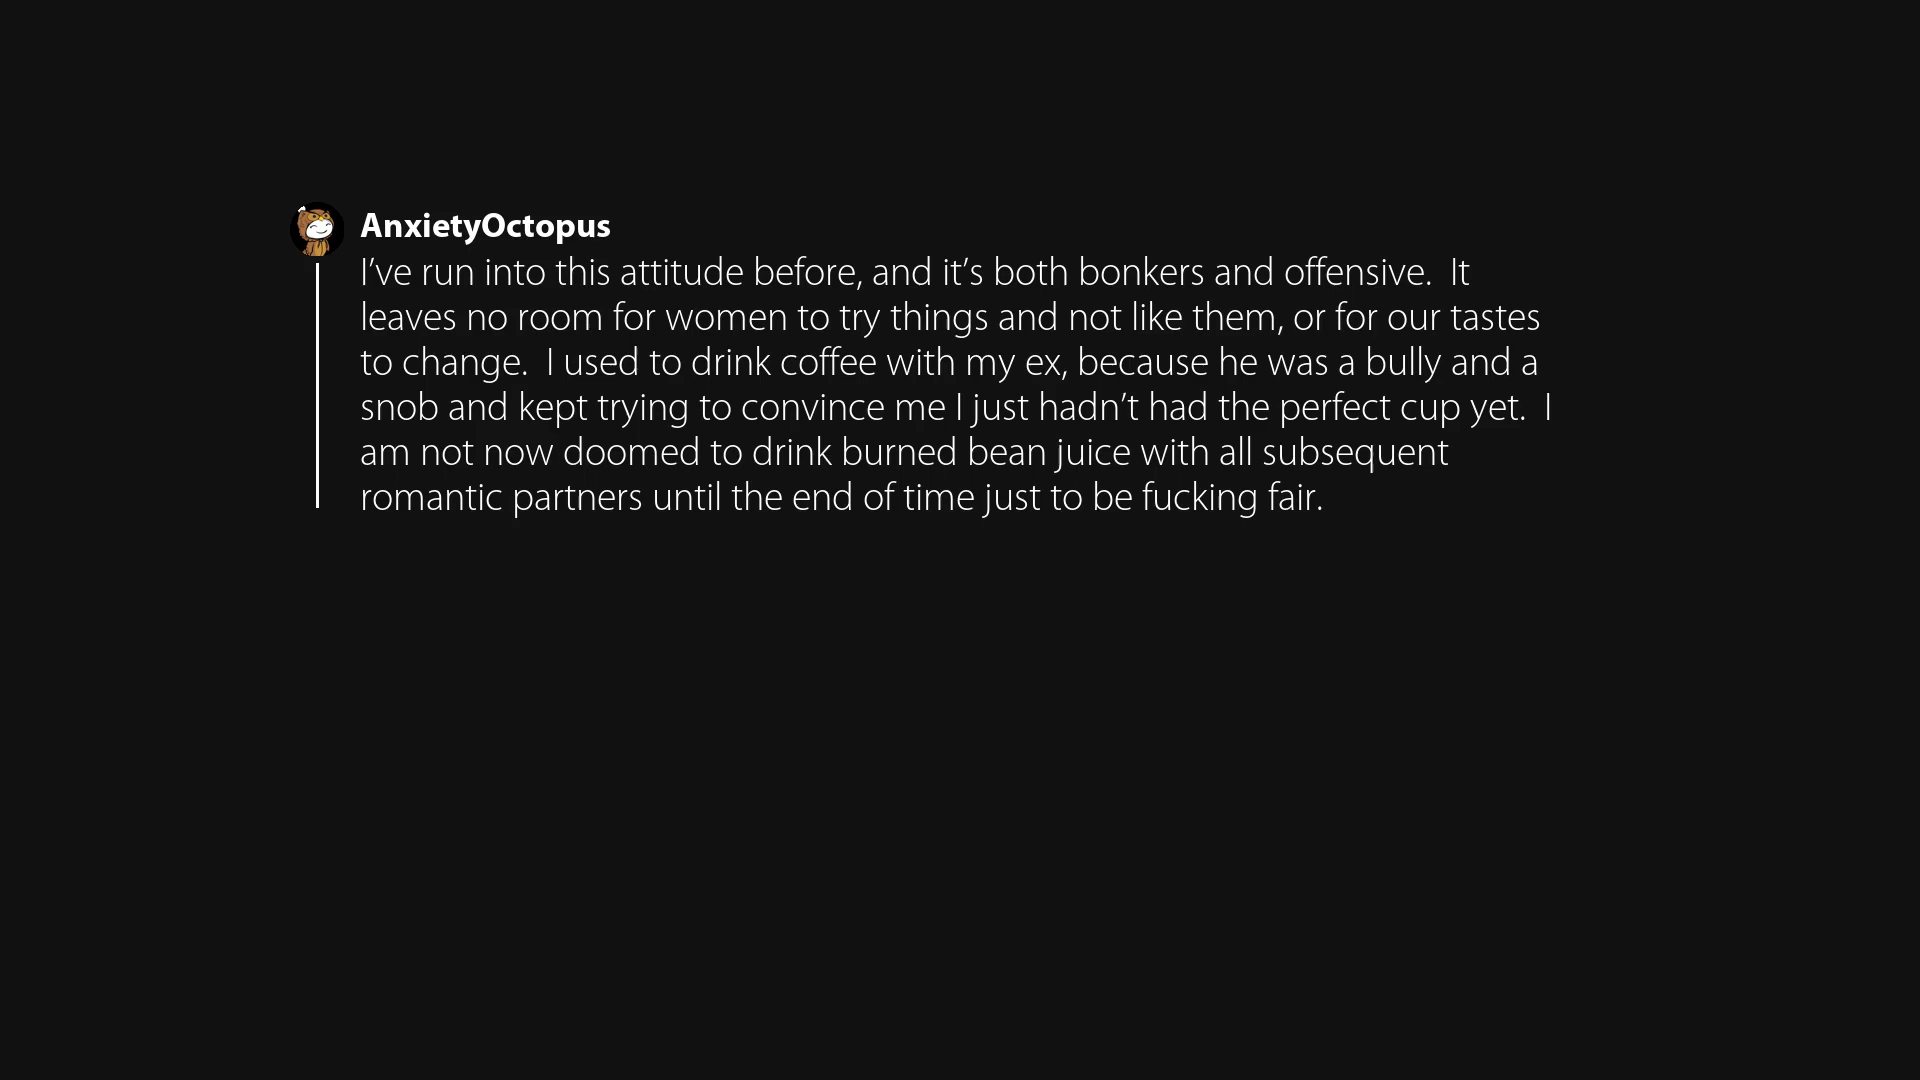 AnxietyOctopus
I’ve run into this attitude before, and it’s both bonkers and offensive.  It
leaves no room for women to try things and not like them, or for our tastes
to change.  I used to drink coffee with my ex, because he was a bully and a
snob and kept trying to convince me I just hadn’t had the perfect cup yet.  I
am not now doomed to drink burned bean juice with all subsequent
romantic partners until the end of time just to be fucking fair.